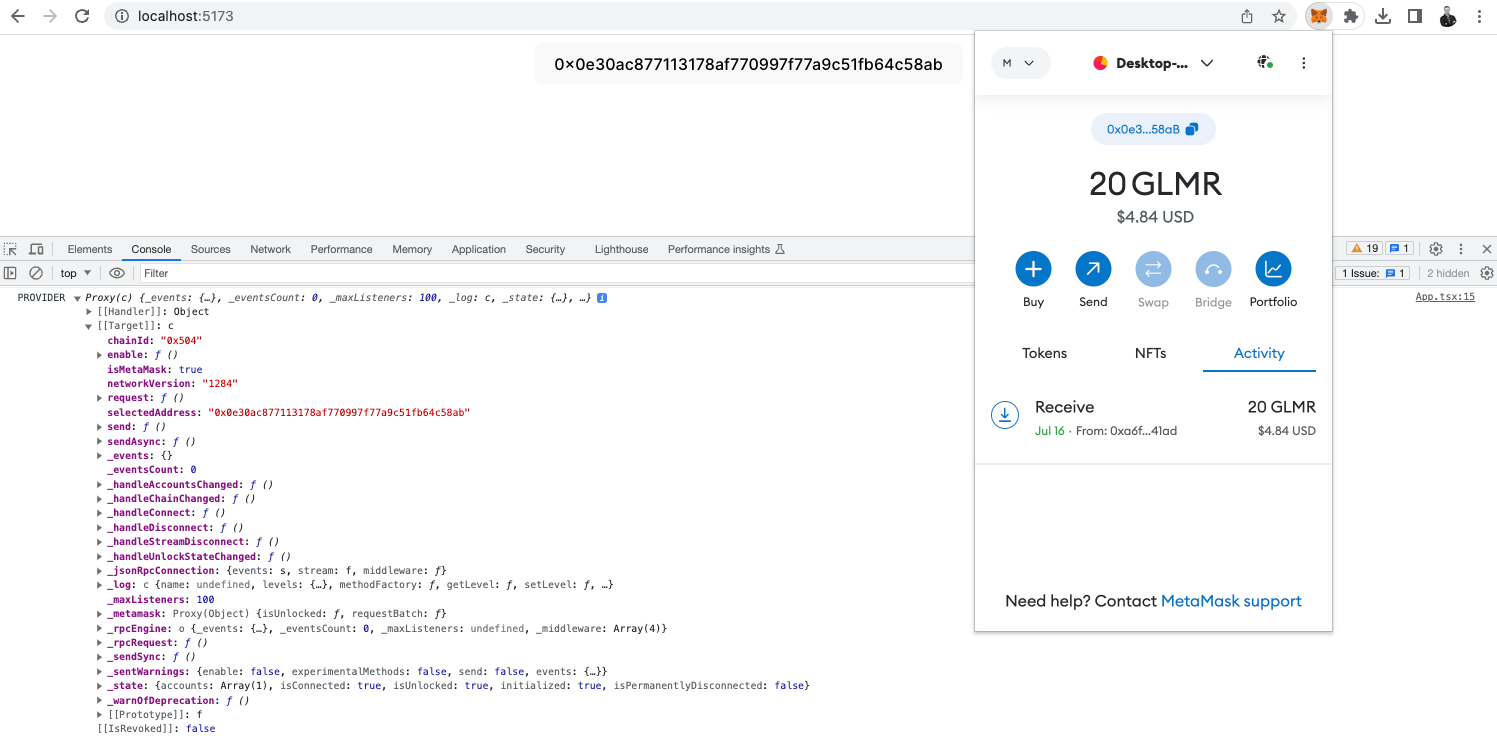 localhost:5173
0x0e30ac877113178af770997f77a9c51fb64c58ab
M
Desktop-...
0x0e3...58aB
20 GLMR
$4.84 USD
Buy Send Swap Bridge Portfolio
Tokens NFTs Activity
Receive 20 GLMR
Jul 16 · From: 0xa6f...41ad $4.84 USD
Need help? Contact MetaMask support
Elements Console Sources Network Performance Memory Application Security Lighthouse Performance insights 19 1
top Filter 1 Issue: 1 2 hidden
PROVIDER Proxy(c) {_events: {…}, _eventsCount: 0, _maxListeners: 100, _log: c, _state: {…}, …} i App.tsx:15
[[Handler]]: Object
[[Target]]: c
chainId: "0x504"
enable: ƒ ()
isMetaMask: true
networkVersion: "1284"
request: ƒ ()
selectedAddress: "0x0e30ac877113178af770997f77a9c51fb64c58ab"
send: ƒ ()
sendAsync: ƒ ()
_events: {}
_eventsCount: 0
_handleAccountsChanged: ƒ ()
_handleChainChanged: ƒ ()
_handleConnect: ƒ ()
_handleDisconnect: ƒ ()
_handleStreamDisconnect: ƒ ()
_handleUnlockStateChanged: ƒ ()
_jsonRpcConnection: {events: s, stream: f, middleware: ƒ}
_log: c {name: undefined, levels: {…}, methodFactory: ƒ, getLevel: ƒ, setLevel: ƒ, …}
_maxListeners: 100
_metamask: Proxy(Object) {isUnlocked: ƒ, requestBatch: ƒ}
_rpcEngine: o {_events: {…}, _eventsCount: 0, _maxListeners: undefined, _middleware: Array(4)}
_rpcRequest: ƒ ()
_sendSync: ƒ ()
_sentWarnings: {enable: false, experimentalMethods: false, send: false, events: {…}}
_state: {accounts: Array(1), isConnected: true, isUnlocked: true, initialized: true, isPermanentlyDisconnected: false}
_warnOfDeprecation: ƒ ()
[[Prototype]]: f
[[IsRevoked]]: false